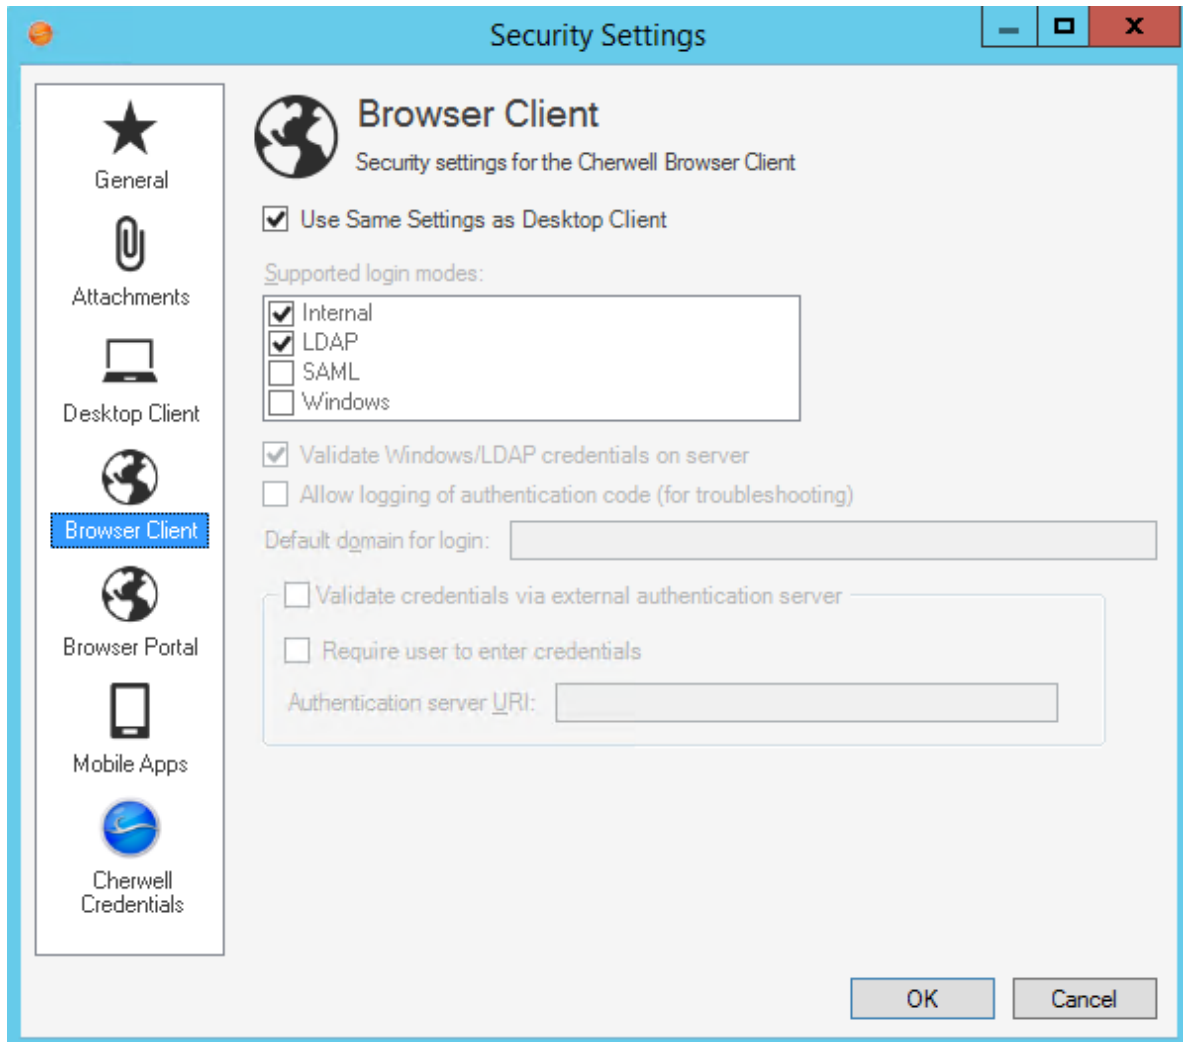 Security Settings
General
Attachments
Desktop Client
Browser Client
Browser Portal
Mobile Apps
Cherwell
Credentials
Browser Client
Security settings for the Cherwell Browser Client
Use Same Settings as Desktop Client
Supported login modes:
Internal
LDAP
SAML
Windows
Validate Windows/LDAP credentials on server
Allow logging of authentication code (for troubleshooting)
Default domain for login:
Validate credentials via external authentication server
Require user to enter credentials
Authentication server URI:
OK
Cancel